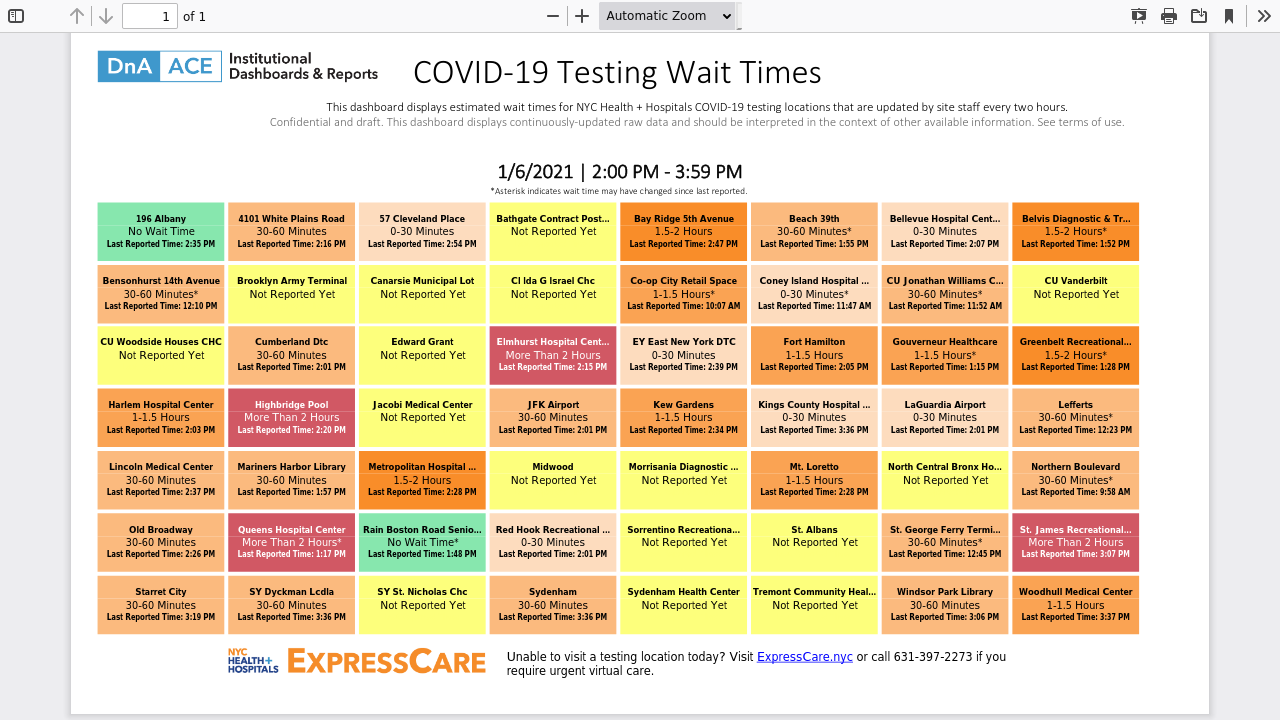 1 of 1 Automatic Zoom
DnA ACE Institutional Dashboards & Reports
COVID-19 Testing Wait Times
This dashboard displays estimated wait times for NYC Health + Hospitals COVID-19 testing locations that are updated by site staff every two hours.
Confidential and draft. This dashboard displays continuously-updated raw data and should be interpreted in the context of other available information. See terms of use.
1/6/2021 | 2:00 PM - 3:59 PM
*Asterisk indicates wait time may have changed since last reported.
196 Albany
No Wait Time
Last Reported Time: 2:35 PM
4101 White Plains Road
30-60 Minutes
Last Reported Time: 2:16 PM
57 Cleveland Place
0-30 Minutes
Last Reported Time: 2:54 PM
Bathgate Contract Post...
Not Reported Yet
Bay Ridge 5th Avenue
1.5-2 Hours
Last Reported Time: 2:47 PM
Beach 39th
30-60 Minutes*
Last Reported Time: 1:55 PM
Bellevue Hospital Cent...
0-30 Minutes
Last Reported Time: 2:07 PM
Belvis Diagnostic & Tr...
1.5-2 Hours*
Last Reported Time: 1:52 PM
Bensonhurst 14th Avenue
30-60 Minutes*
Last Reported Time: 12:10 PM
Brooklyn Army Terminal
Not Reported Yet
Canarsie Municipal Lot
Not Reported Yet
Cl Ida G Israel Chc
Not Reported Yet
Co-op City Retail Space
1-1.5 Hours*
Last Reported Time: 10:07 AM
Coney Island Hospital ...
0-30 Minutes*
Last Reported Time: 11:47 AM
CU Jonathan Williams C...
30-60 Minutes*
Last Reported Time: 11:52 AM
CU Vanderbilt
Not Reported Yet
CU Woodside Houses CHC
Not Reported Yet
Cumberland Dtc
30-60 Minutes
Last Reported Time: 2:01 PM
Edward Grant
Not Reported Yet
Elmhurst Hospital Cent...
More Than 2 Hours
Last Reported Time: 2:15 PM
EY East New York DTC
0-30 Minutes
Last Reported Time: 2:39 PM
Fort Hamilton
1-1.5 Hours
Last Reported Time: 2:05 PM
Gouverneur Healthcare
1-1.5 Hours*
Last Reported Time: 1:15 PM
Greenbelt Recreational...
1.5-2 Hours*
Last Reported Time: 1:28 PM
Harlem Hospital Center
1-1.5 Hours
Last Reported Time: 2:03 PM
Highbridge Pool
More Than 2 Hours
Last Reported Time: 2:20 PM
Jacobi Medical Center
Not Reported Yet
JFK Airport
30-60 Minutes
Last Reported Time: 2:01 PM
Kew Gardens
1-1.5 Hours
Last Reported Time: 2:34 PM
Kings County Hospital ...
0-30 Minutes
Last Reported Time: 3:36 PM
LaGuardia Airport
0-30 Minutes
Last Reported Time: 2:01 PM
Lefferts
30-60 Minutes*
Last Reported Time: 12:23 PM
Lincoln Medical Center
30-60 Minutes
Last Reported Time: 2:37 PM
Mariners Harbor Library
30-60 Minutes
Last Reported Time: 1:57 PM
Metropolitan Hospital ...
1.5-2 Hours
Last Reported Time: 2:28 PM
Midwood
Not Reported Yet
Morrisania Diagnostic ...
Not Reported Yet
Mt. Loretto
1-1.5 Hours
Last Reported Time: 2:28 PM
North Central Bronx Ho...
Not Reported Yet
Northern Boulevard
30-60 Minutes*
Last Reported Time: 9:58 AM
Old Broadway
30-60 Minutes
Last Reported Time: 2:26 PM
Queens Hospital Center
More Than 2 Hours*
Last Reported Time: 1:17 PM
Rain Boston Road Senio...
No Wait Time*
Last Reported Time: 1:48 PM
Red Hook Recreational ...
0-30 Minutes
Last Reported Time: 2:01 PM
Sorrentino Recreationa...
Not Reported Yet
St. Albans
Not Reported Yet
St. George Ferry Termi...
30-60 Minutes*
Last Reported Time: 12:45 PM
St. James Recreational...
More Than 2 Hours
Last Reported Time: 3:07 PM
Starret City
30-60 Minutes
Last Reported Time: 3:19 PM
SY Dyckman Lcdla
30-60 Minutes
Last Reported Time: 3:36 PM
SY St. Nicholas Chc
Not Reported Yet
Sydenham
30-60 Minutes
Last Reported Time: 3:36 PM
Sydenham Health Center
Not Reported Yet
Tremont Community Heal...
Not Reported Yet
Windsor Park Library
30-60 Minutes
Last Reported Time: 3:06 PM
Woodhull Medical Center
1-1.5 Hours
Last Reported Time: 3:37 PM
NYC
HEALTH+
HOSPITALS
EXPRESSCARE
Unable to visit a testing location today? Visit ExpressCare.nyc or call 631-397-2273 if you
require urgent virtual care.